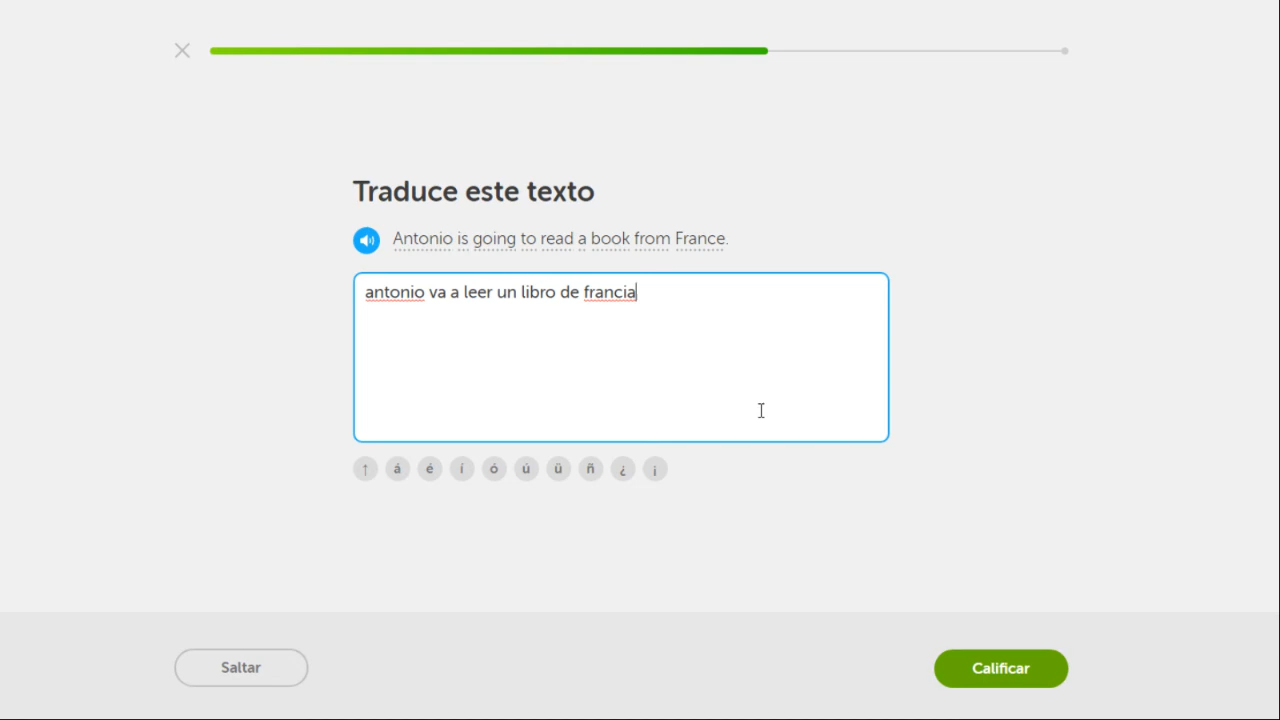 Traduce este texto
Antonio is going to read a book from France.
antonio va a leer un libro de francia
↑ á é í ó ú ü ñ ¿ ¡
Saltar
Calificar